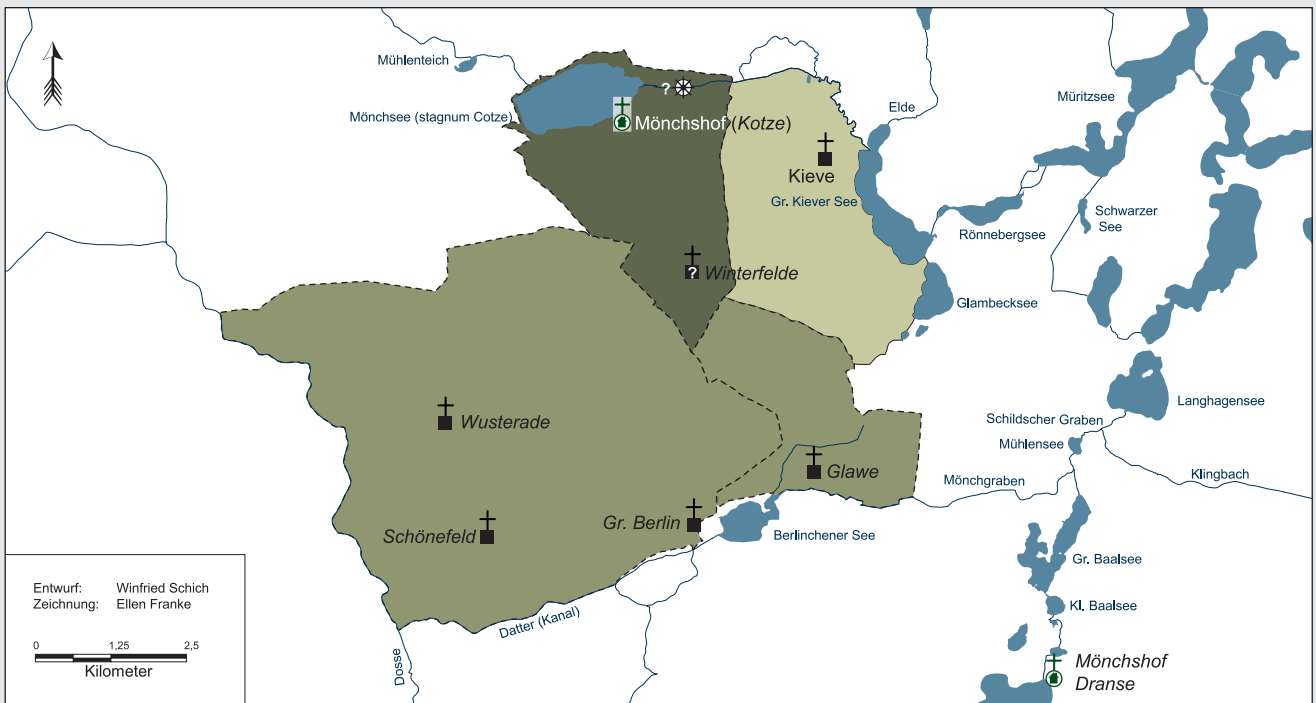 Mühlenteich
Mönchsee (stagnum Cotze)
?
Mönchshof (Kotze)
Elde
Müritzsee
Kieve
Gr. Kiever See
Rönnebergsee
Schwarzer
See
?
Winterfelde
Glambecksee
Wusterade
Glawe
Langhagensee
Schildscher Graben
Mühlensee
Mönchgraben
Klingbach
Schönefeld
Gr. Berlin
Berlinchener See
Gr. Baalsee
Kl. Baalsee
Datter (Kanal)
Dosse
Mönchshof
Dranse
Entwurf: Winfried Schich
Zeichnung: Ellen Franke
0 1,25 2,5
Kilometer